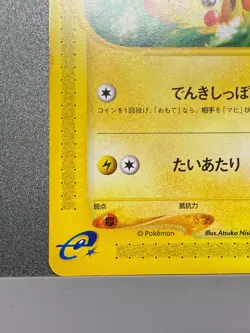 でんきしっぽ
コインを1回投げ、「おもて」なら、相手を「マヒ」状
たいあたり
弱点 抵抗力
© Pokémon Illus.Atsuko Nis
e